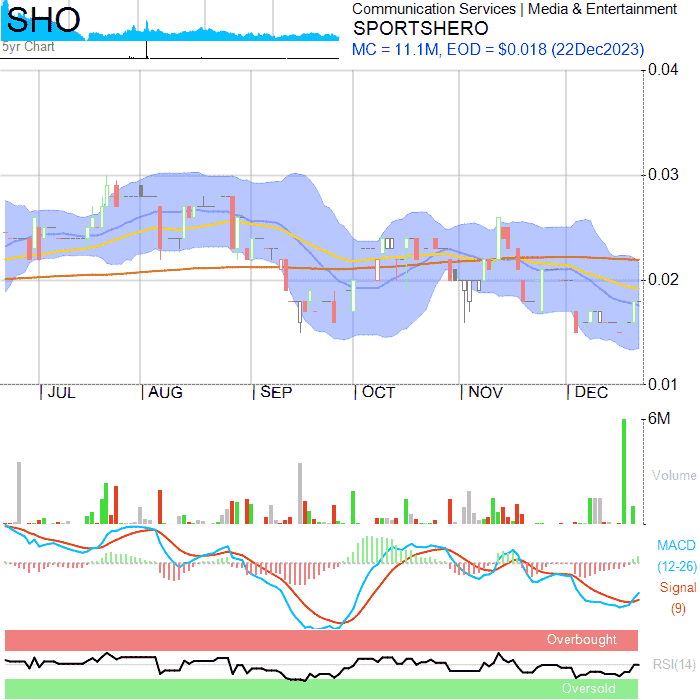 SHO
5yr Chart
Communication Services | Media & Entertainment
SPORTSHERO
MC = 11.1M, EOD = $0.018 (22Dec2023)
0.04
0.03
0.02
0.01
| JUL
| AUG
| SEP
| OCT
| NOV
| DEC
6M
Volume
MACD
(12-26)
Signal
(9)
Overbought
RSI(14)
Oversold